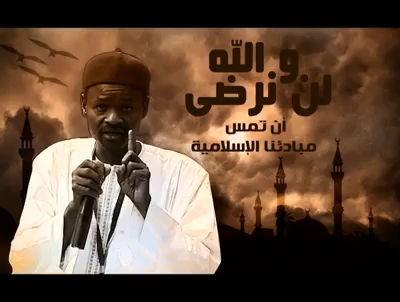 و الله
لن نرضى
أن تمس
مبادئنا الإسلامية